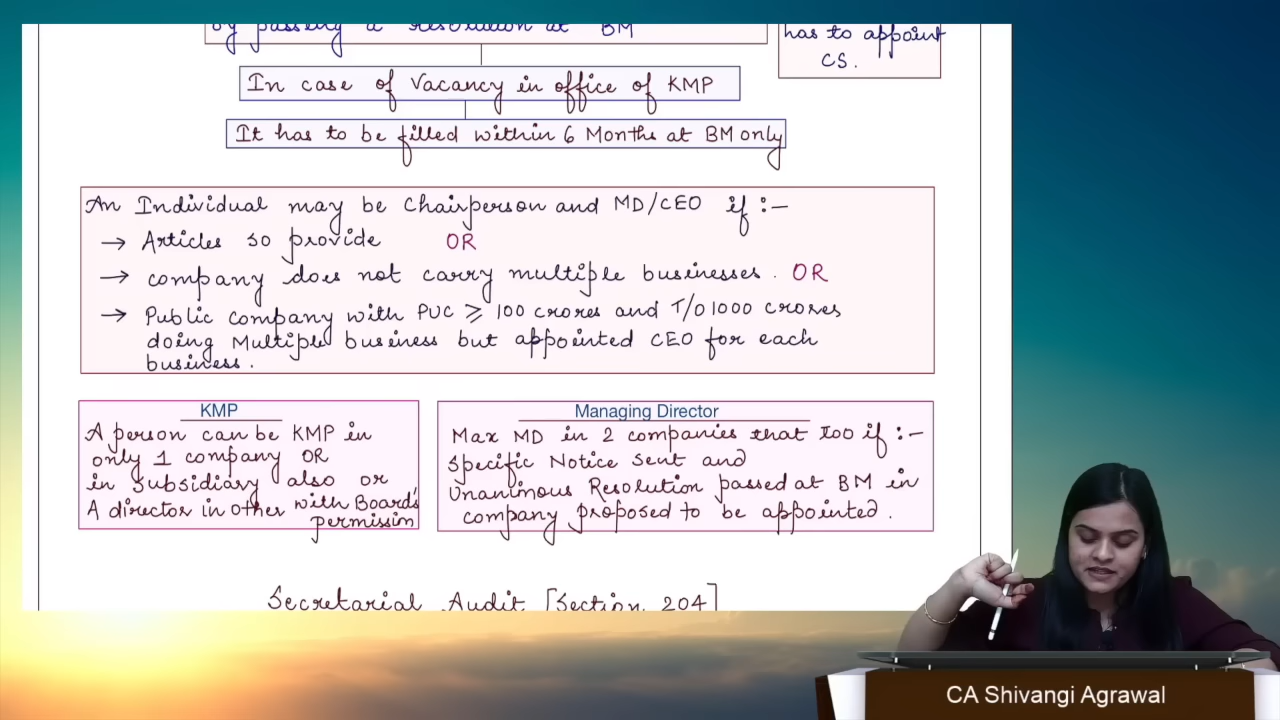 by passing a resolution at BM
has to appoint
CS.
In case of Vacancy in office of KMP
It has to be filled within 6 Months at BM only
An Individual may be Chairperson and MD/CEO if :-
→ Articles so provide OR
→ company does not carry multiple businesses. OR
→ Public company with PUC ⩾ 100 crores and T/O 1000 crores
doing Multiple business but appointed CEO for each
business.
KMP
A person can be KMP in
only 1 company OR
in subsidiary also or
A director in other with Board's
permission
Managing Director
Max MD in 2 companies that too if :-
Specific Notice sent and
Unanimous Resolution passed at BM in
company proposed to be appointed.
Secretarial Audit [Section 204]
CA Shivangi Agrawal